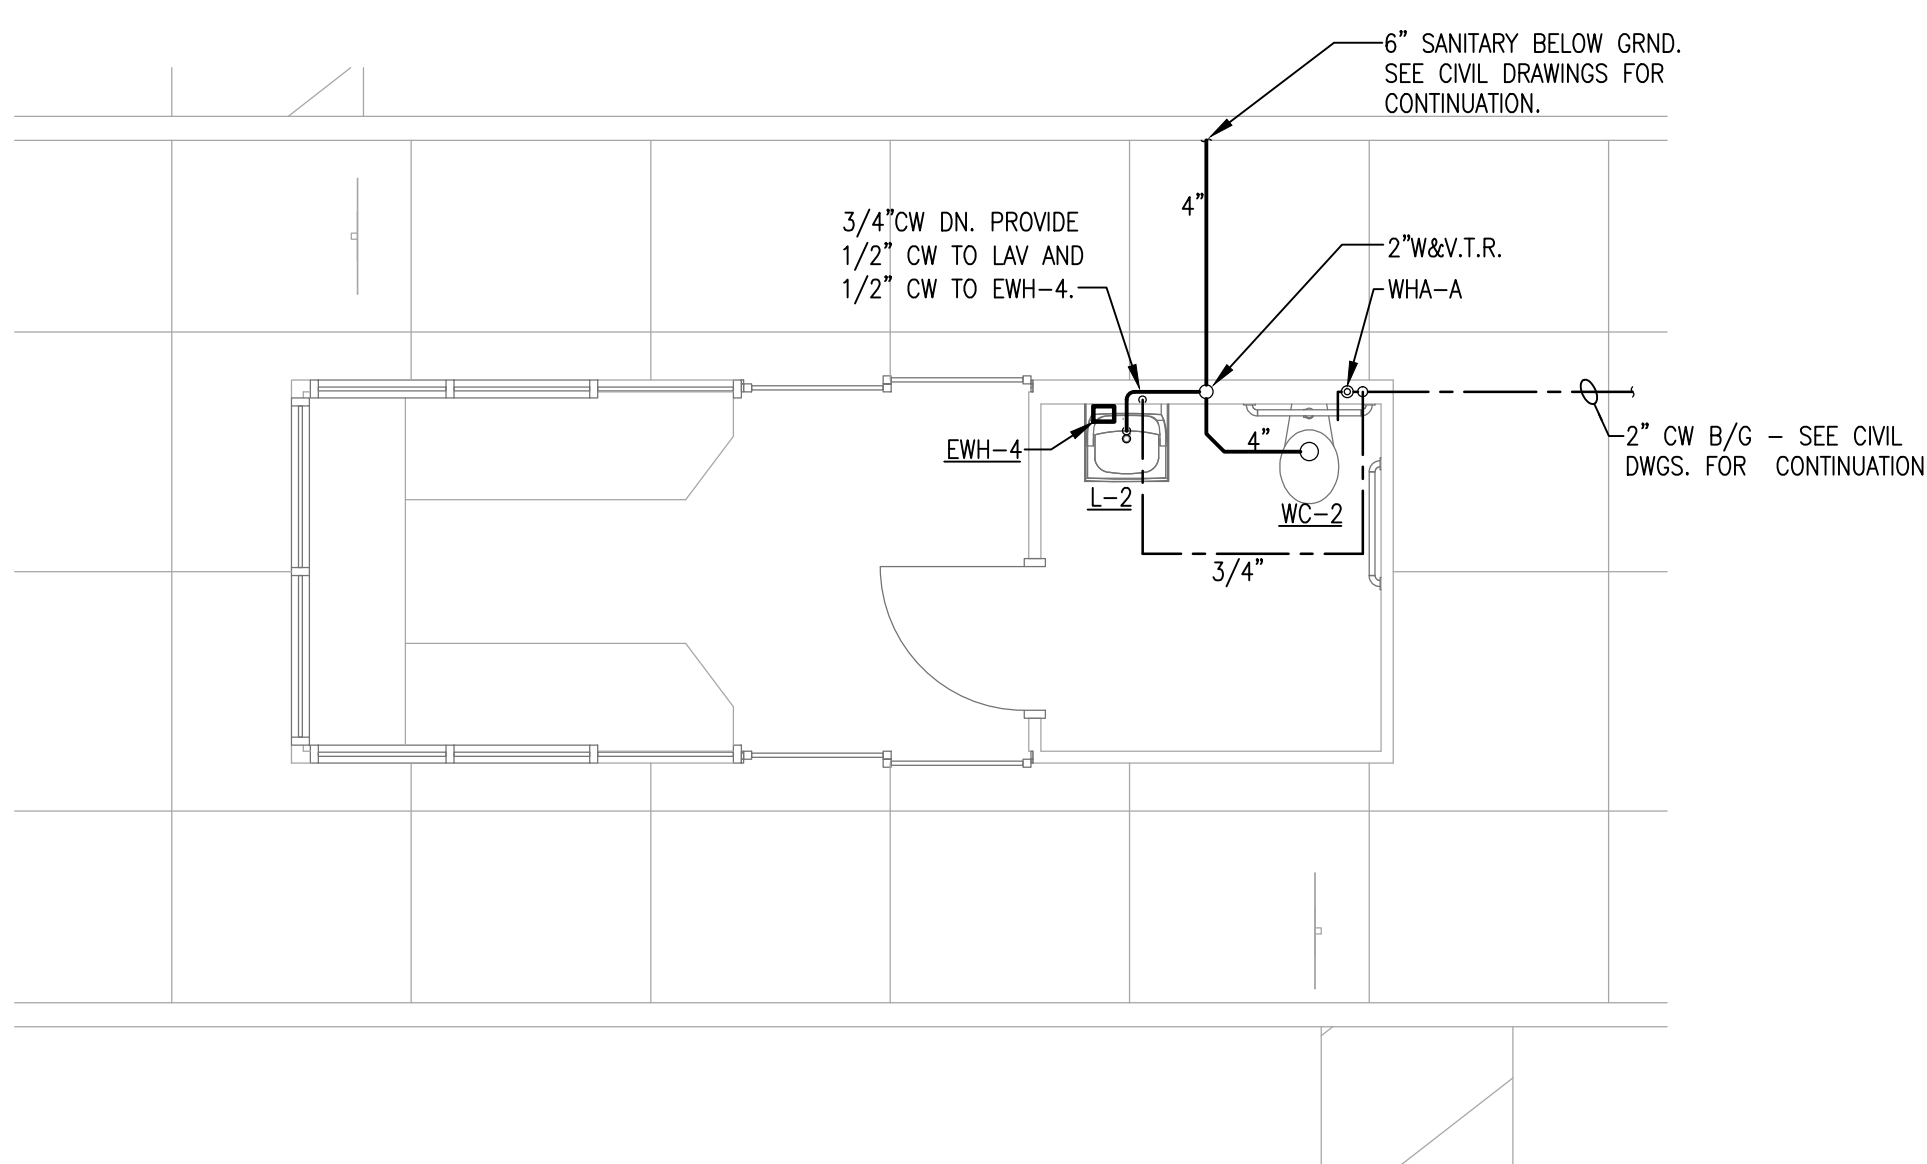 6” SANITARY BELOW GRND.
SEE CIVIL DRAWINGS FOR
CONTINUATION.
4”
3/4”CW DN. PROVIDE
1/2” CW TO LAV AND
1/2” CW TO EWH-4.
2”W&V.T.R.
WHA-A
EWH-4
4”
2” CW B/G - SEE CIVIL
DWGS. FOR CONTINUATION
L-2
WC-2
3/4”